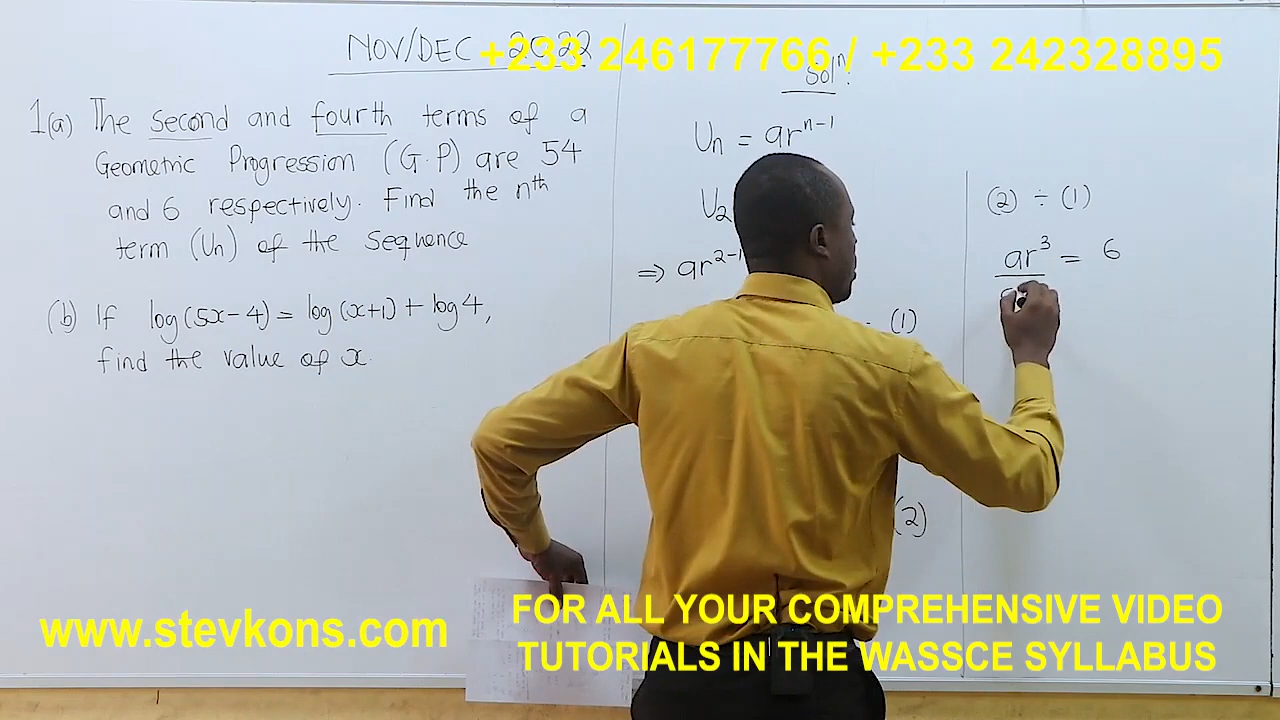 NOV/DEC 2022
+233 246177766 / +233 242328895
1(a) The second and fourth terms of a
Geometric Progression (G.P) are 54
and 6 respectively. Find the nth
term (Un) of the sequence
(b) If log(5x-4) = log(x+1) + log4,
find the value of x.
Soln:
Un = ar^n-1
U2
⇒ ar^2-1
(1)
(2)
(2) ÷ (1)
ar³ = 6
www.stevkons.com
FOR ALL YOUR COMPREHENSIVE VIDEO
TUTORIALS IN THE WASSCE SYLLABUS